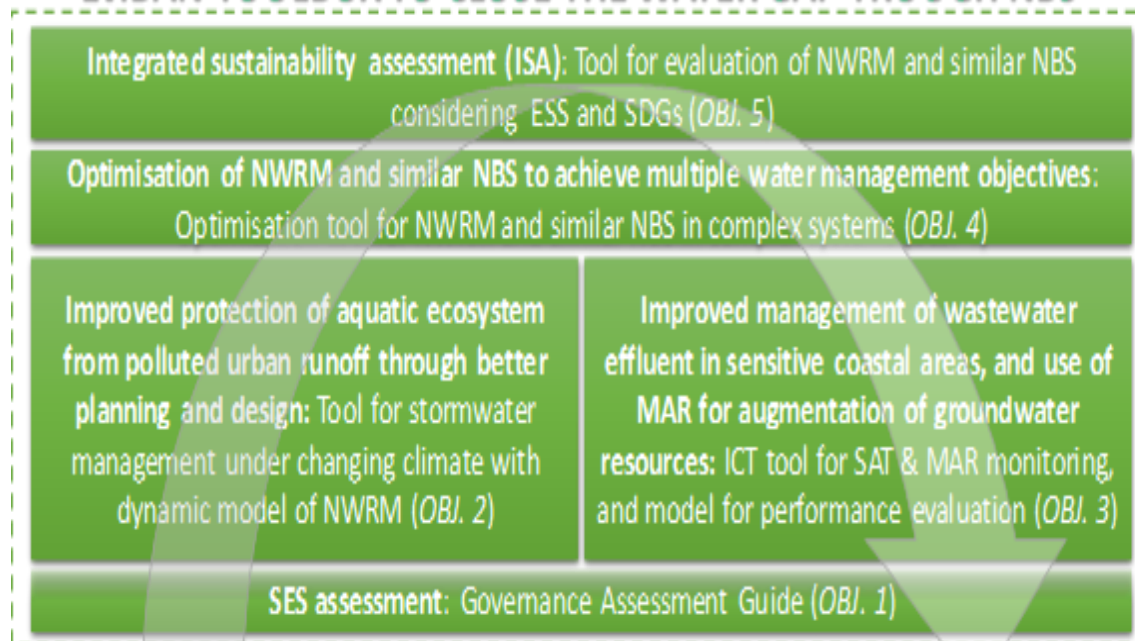 Integrated sustainability assessment (ISA): Tool for evaluation of NWRM and similar NBS
considering ESS and SDGs (OBJ. 5)
Optimisation of NWRM and similar NBS to achieve multiple water management objectives:
Optimisation tool for NWRM and similar NBS in complex systems (OBJ. 4)
Improved protection of aquatic ecosystem
from polluted urban runoff through better
planning and design: Tool for stormwater
management under changing climate with
dynamic model of NWRM (OBJ. 2)
Improved management of wastewater
effluent in sensitive coastal areas, and use of
MAR for augmentation of groundwater
resources: ICT tool for SAT & MAR monitoring,
and model for performance evaluation (OBJ. 3)
SES assessment: Governance Assessment Guide (OBJ. 1)